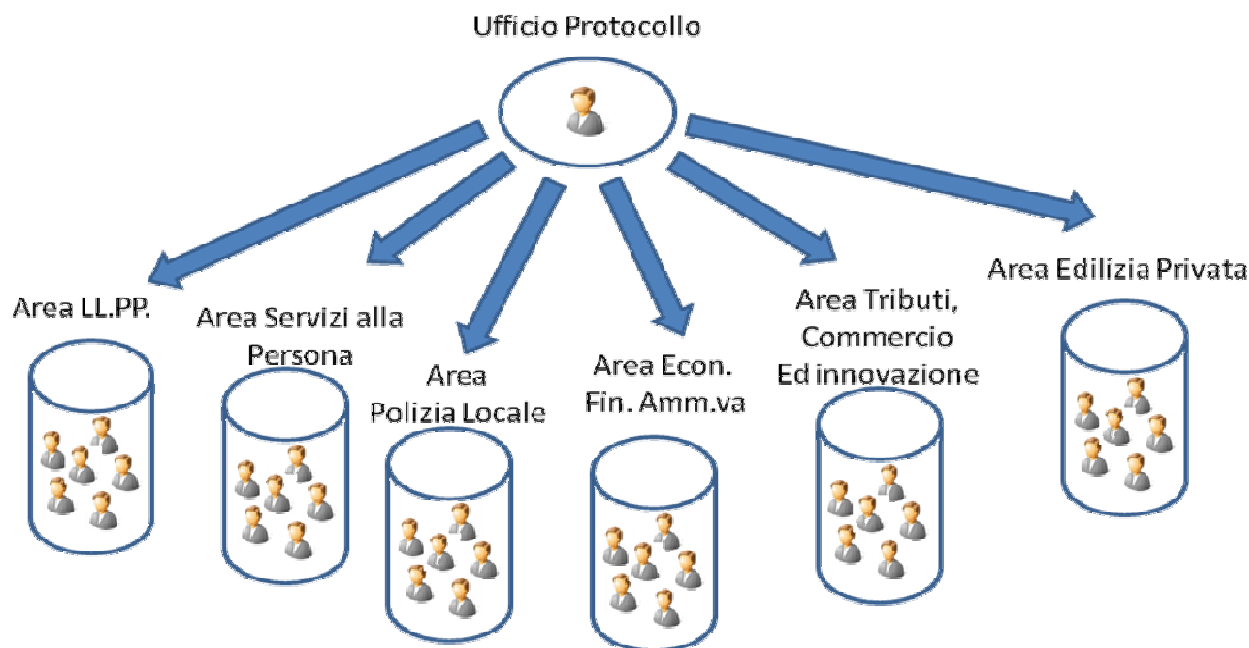 Ufficio Protocollo
Area LL.PP.
Area Servizi alla
Persona
Area
Polizia Locale
Area Econ.
Fin. Amm.va
Area Tributi,
Commercio
Ed innovazione
Area Edilizia Privata